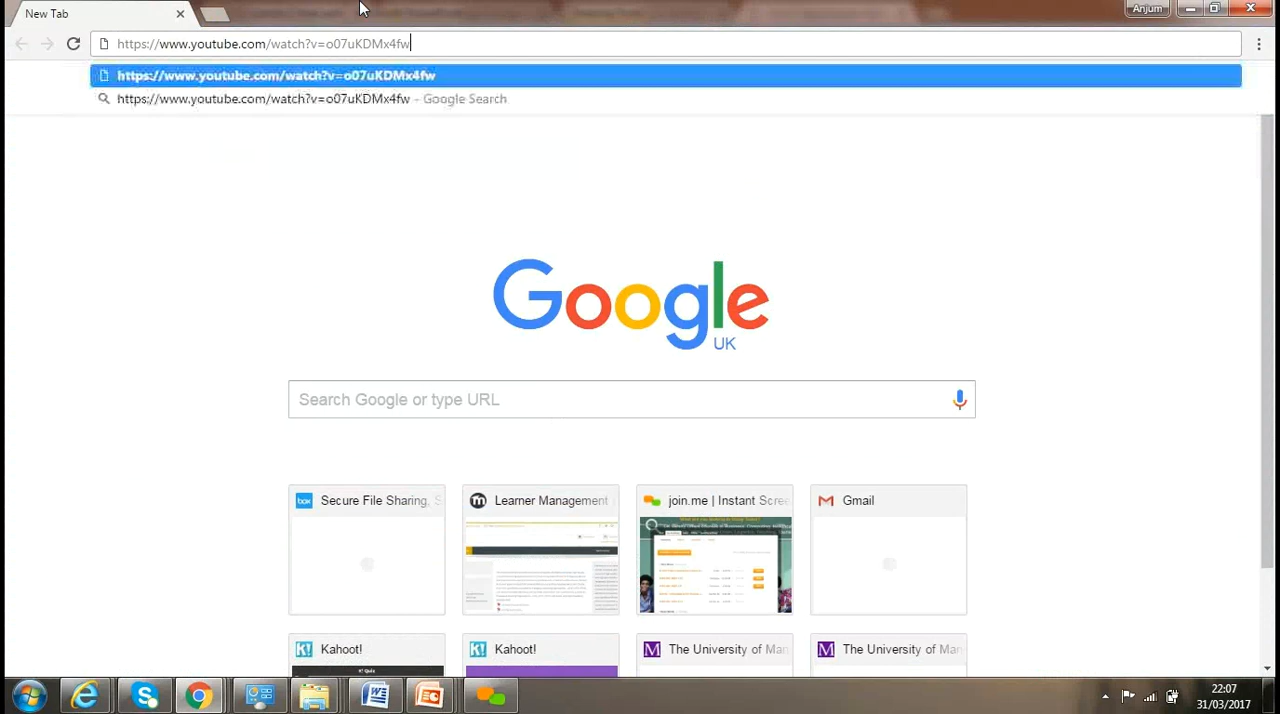 New Tab
Anjum
https://www.youtube.com/watch?v=o07uKDMx4fw
https://www.youtube.com/watch?v=o07uKDMx4fw
https://www.youtube.com/watch?v=o07uKDMx4fw - Google Search
Google
UK
Search Google or type URL
box Secure File Sharing, S
m Learner Management
join.me | Instant Scree
Gmail
K! Kahoot!
K! Kahoot!
M The University of Man
M The University of Man
K! Quiz
22:07
31/03/2017